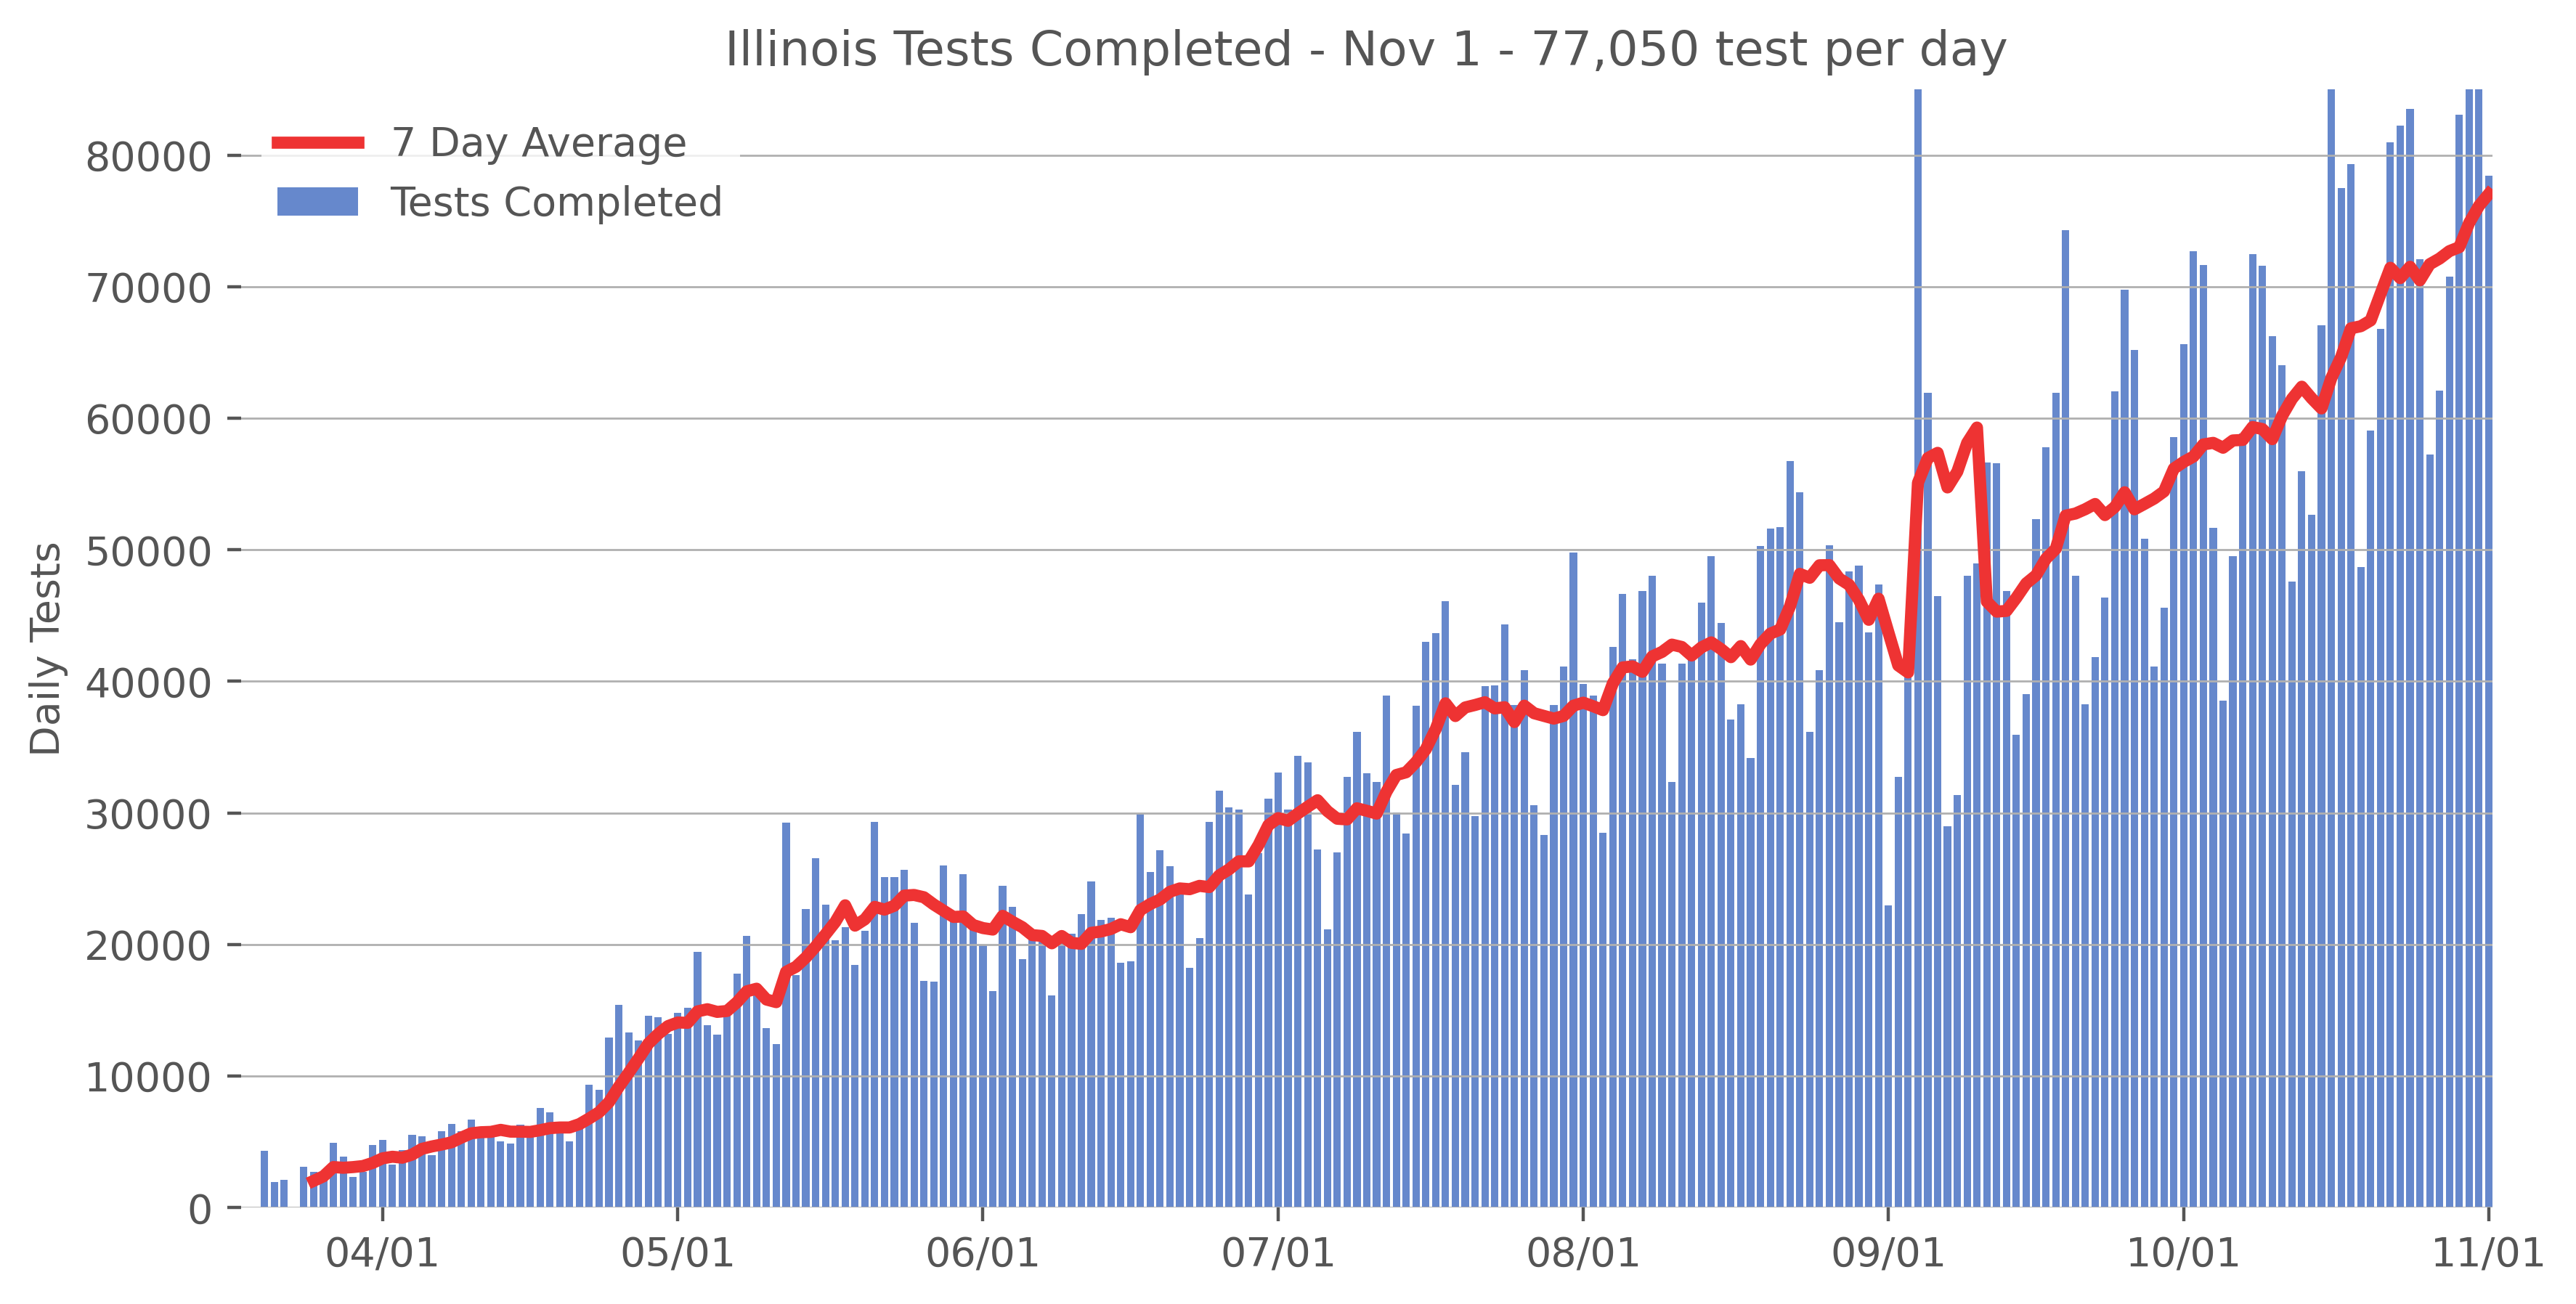 Illinois Tests Completed - Nov 1 - 77,050 test per day
7 Day Average
Tests Completed
Daily Tests
80000
70000
60000
50000
40000
30000
20000
10000
0
04/01 05/01 06/01 07/01 08/01 09/01 10/01 11/01